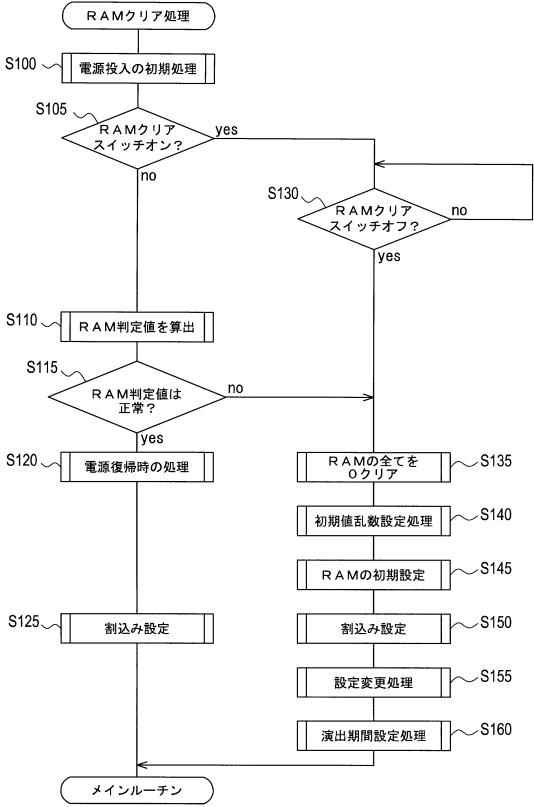 ＲＡＭクリア処理
S100
電源投入の初期処理
S105
ＲＡＭクリア
スイッチオン？
yes
no
S130
ＲＡＭクリア
スイッチオフ？
no
yes
S110
ＲＡＭ判定値を算出
S115
ＲＡＭ判定値は
正常？
no
yes
S120
電源復帰時の処理
ＲＡＭの全てを
０クリア
S135
初期値乱数設定処理
S140
ＲＡＭの初期設定
S145
S125
割込み設定
割込み設定
S150
設定変更処理
S155
演出期間設定処理
S160
メインルーチン